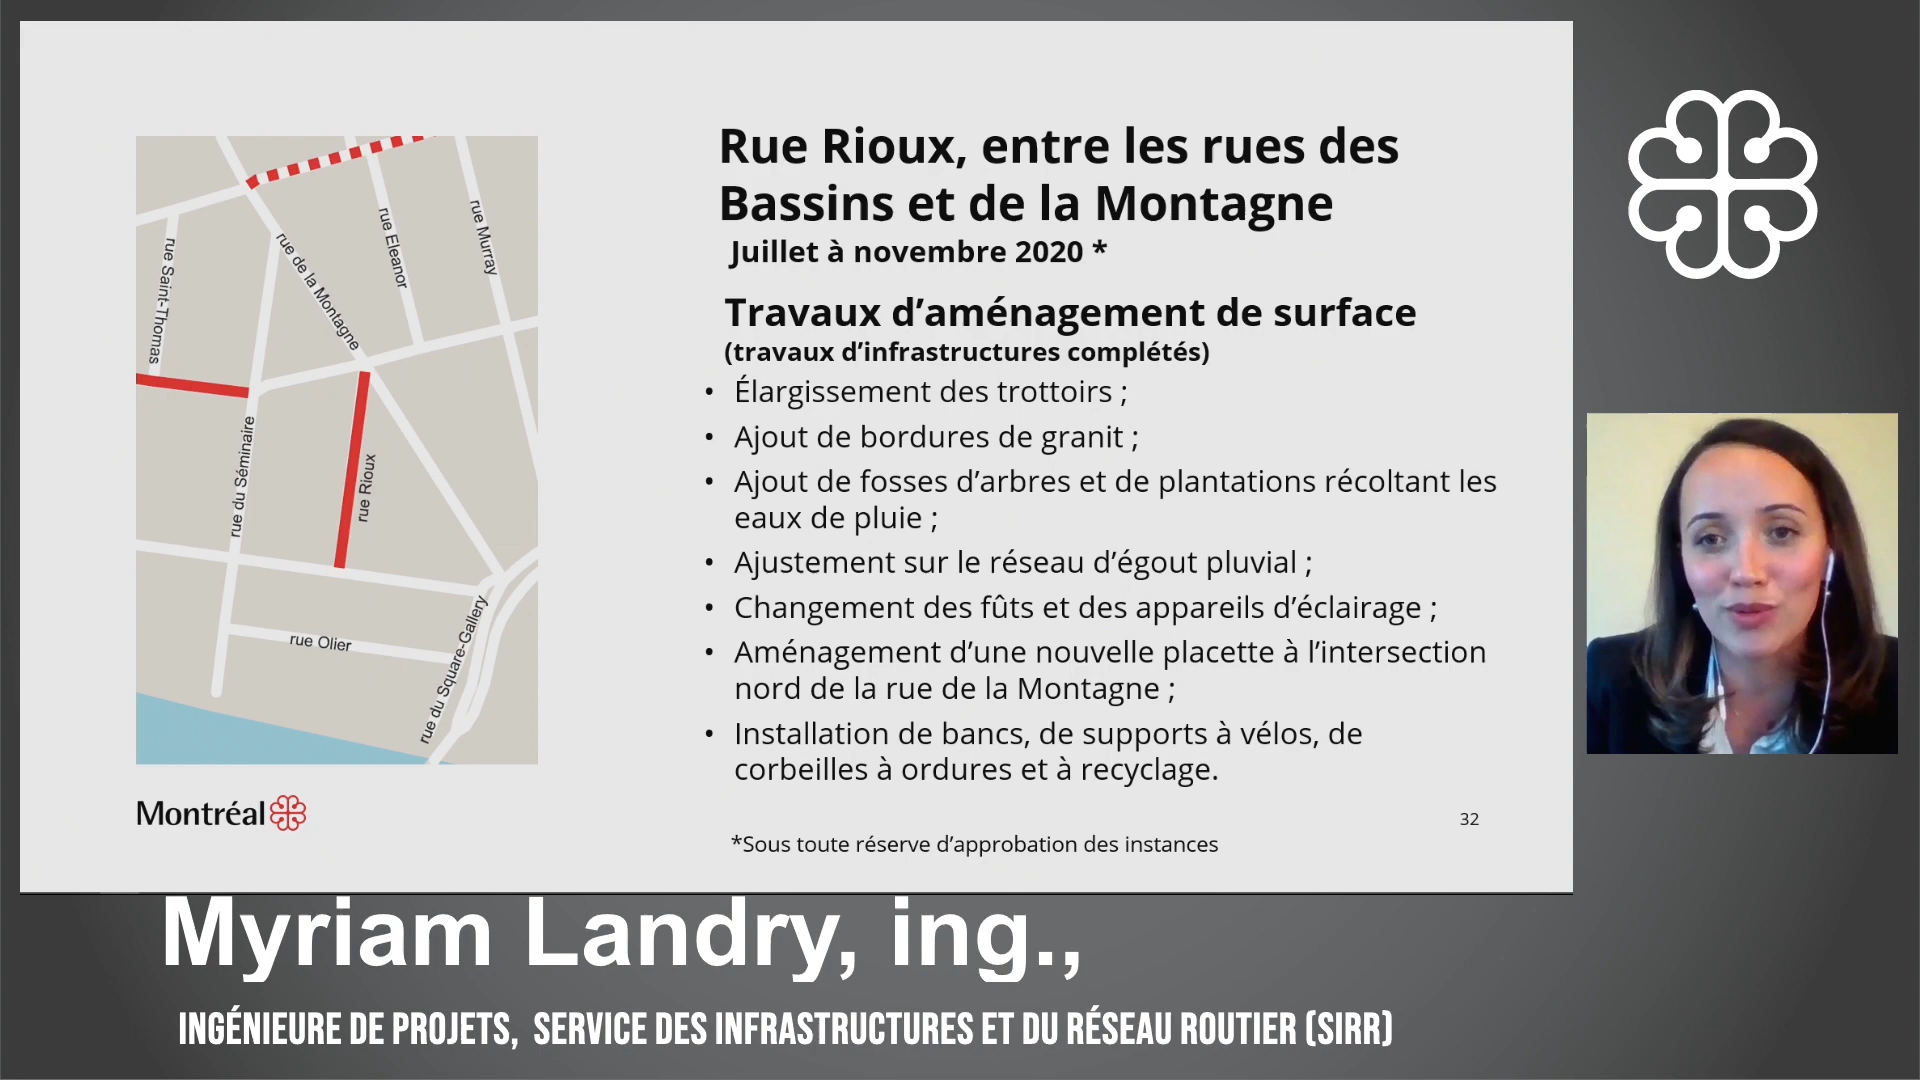 Rue Rioux, entre les rues des
Bassins et de la Montagne
Juillet à novembre 2020 *
Travaux d’aménagement de surface
(travaux d’infrastructures complétés)
• Élargissement des trottoirs ;
• Ajout de bordures de granit ;
• Ajout de fosses d’arbres et de plantations récoltant les
eaux de pluie ;
• Ajustement sur le réseau d’égout pluvial ;
• Changement des fûts et des appareils d’éclairage ;
• Aménagement d’une nouvelle placette à l’intersection
nord de la rue de la Montagne ;
• Installation de bancs, de supports à vélos, de
corbeilles à ordures et à recyclage.
*Sous toute réserve d’approbation des instances
32
rue Saint-Thomas
rue de la Montagne
rue Eleanor
rue Murray
rue du Séminaire
rue Rioux
rue Olier
rue du Square-Gallery
Montréal
Myriam Landry, ing.,
INGÉNIEURE DE PROJETS, SERVICE DES INFRASTRUCTURES ET DU RÉSEAU ROUTIER (SIRR)